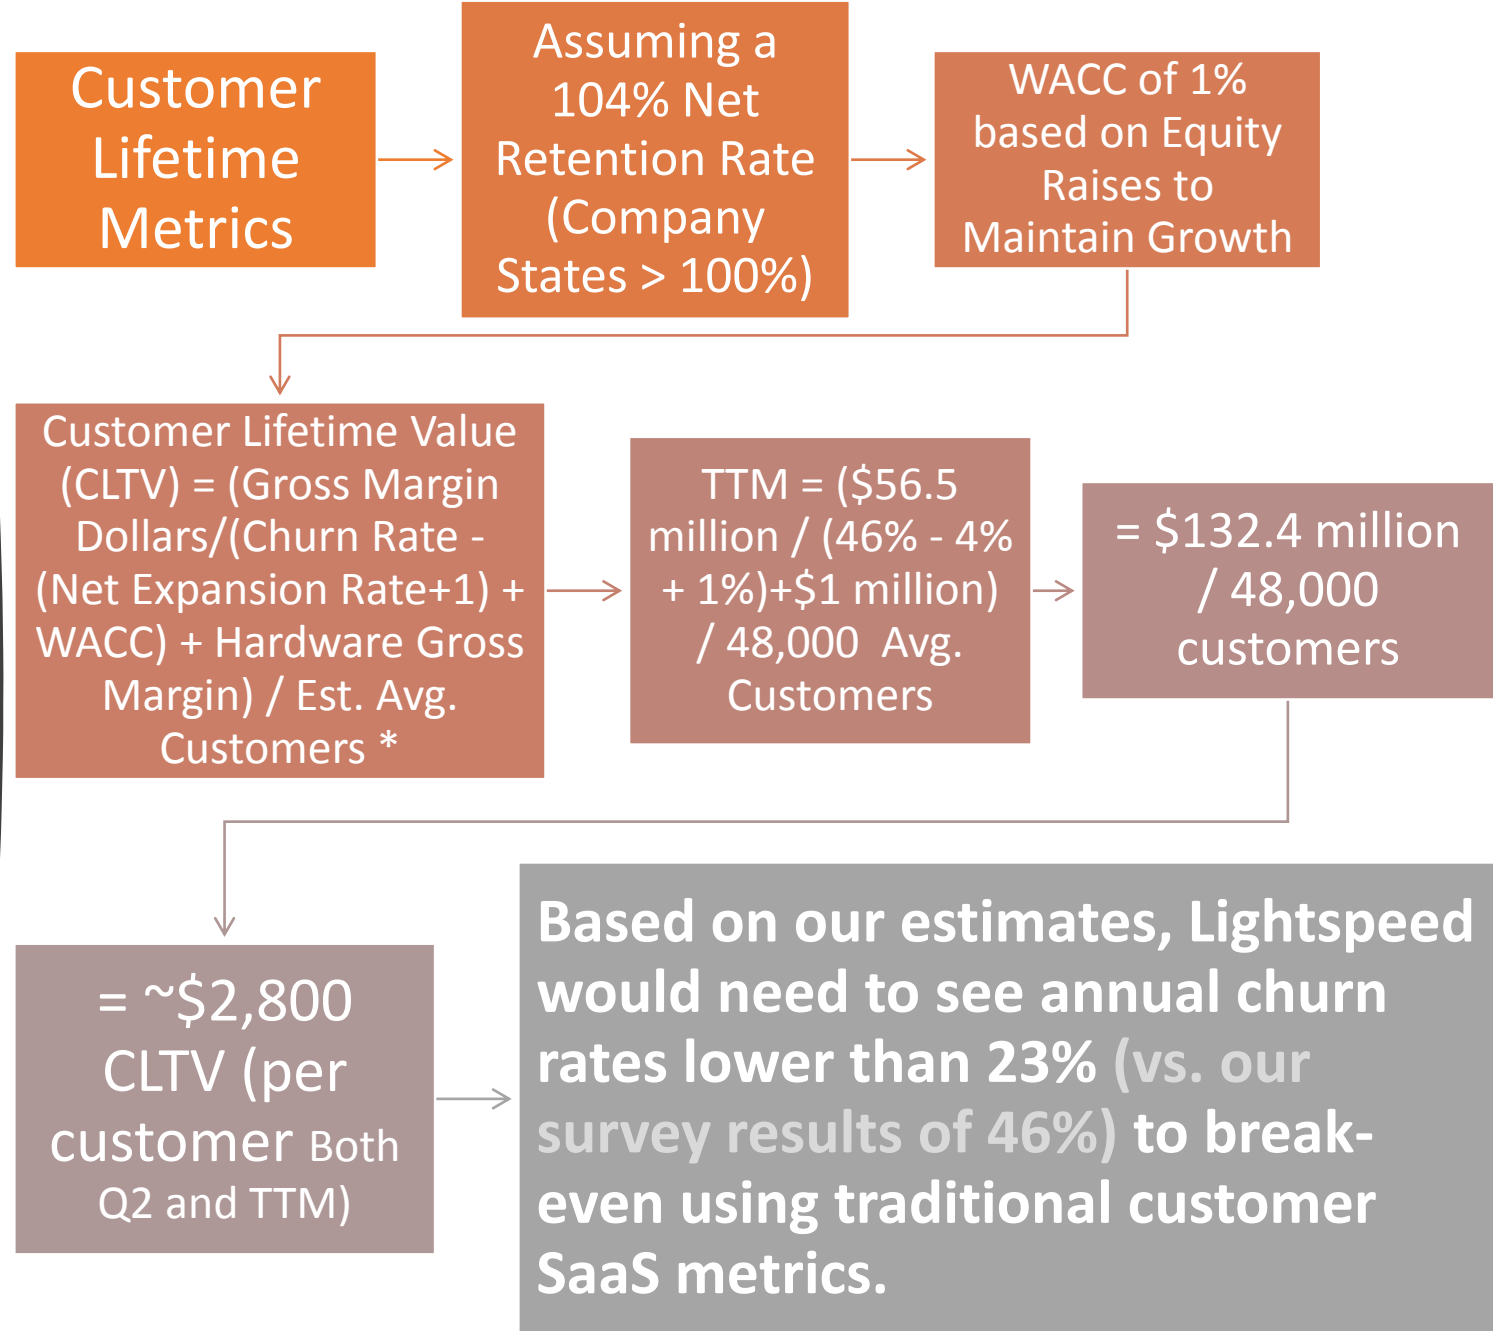 Customer
Lifetime
Metrics
Assuming a
104% Net
Retention Rate
(Company
States > 100%)
WACC of 1%
based on Equity
Raises to
Maintain Growth
Customer Lifetime Value
(CLTV) = (Gross Margin
Dollars/(Churn Rate -
(Net Expansion Rate+1) +
WACC) + Hardware Gross
Margin) / Est. Avg.
Customers *
TTM = ($56.5
million / (46% - 4%
+ 1%)+$1 million)
/ 48,000 Avg.
Customers
= $132.4 million
/ 48,000
customers
= ~$2,800
CLTV (per
customer Both
Q2 and TTM)
Based on our estimates, Lightspeed
would need to see annual churn
rates lower than 23% (vs. our
survey results of 46%) to break-
even using traditional customer
SaaS metrics.